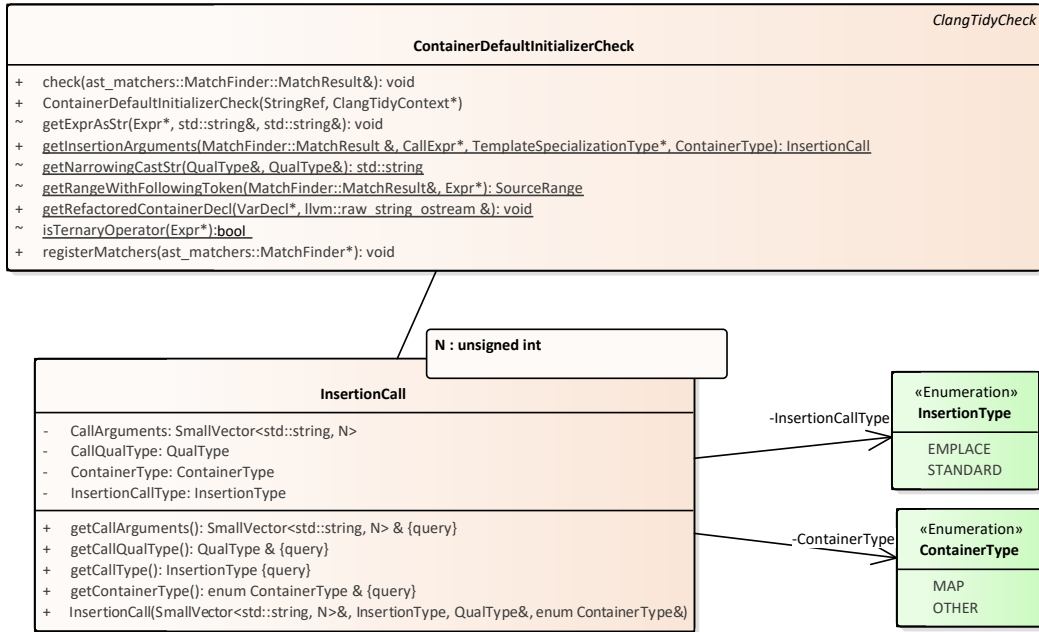 ClangTidyCheck
ContainerDefaultInitializerCheck
+ check(ast_matchers::MatchFinder::MatchResult&): void
+ ContainerDefaultInitializerCheck(StringRef, ClangTidyContext*)
~ getExprAsStr(Expr*, std::string&, std::string&): void
+ getInsertionArguments(MatchFinder::MatchResult &, CallExpr*, TemplateSpecializationType*, ContainerType): InsertionCall
~ getNarrowingCastStr(QualType&, QualType&): std::string
~ getRangeWithFollowingToken(MatchFinder::MatchResult&, Expr*): SourceRange
+ getRefactoredContainerDecl(VarDecl*, llvm::raw_string_ostream &): void
~ isTernaryOperator(Expr*):bool
+ registerMatchers(ast_matchers::MatchFinder*): void
N : unsigned int
InsertionCall
- CallArguments: SmallVector<std::string, N>
- CallQualType: QualType
- ContainerType: ContainerType
- InsertionCallType: InsertionType
+ getCallArguments(): SmallVector<std::string, N> & {query}
+ getCallQualType(): QualType & {query}
+ getCallType(): InsertionType {query}
+ getContainerType(): enum ContainerType & {query}
+ InsertionCall(SmallVector<std::string, N>&, InsertionType, QualType&, enum ContainerType&)
-InsertionCallType
«Enumeration»
InsertionType
EMPLACE
STANDARD
-ContainerType
«Enumeration»
ContainerType
MAP
OTHER